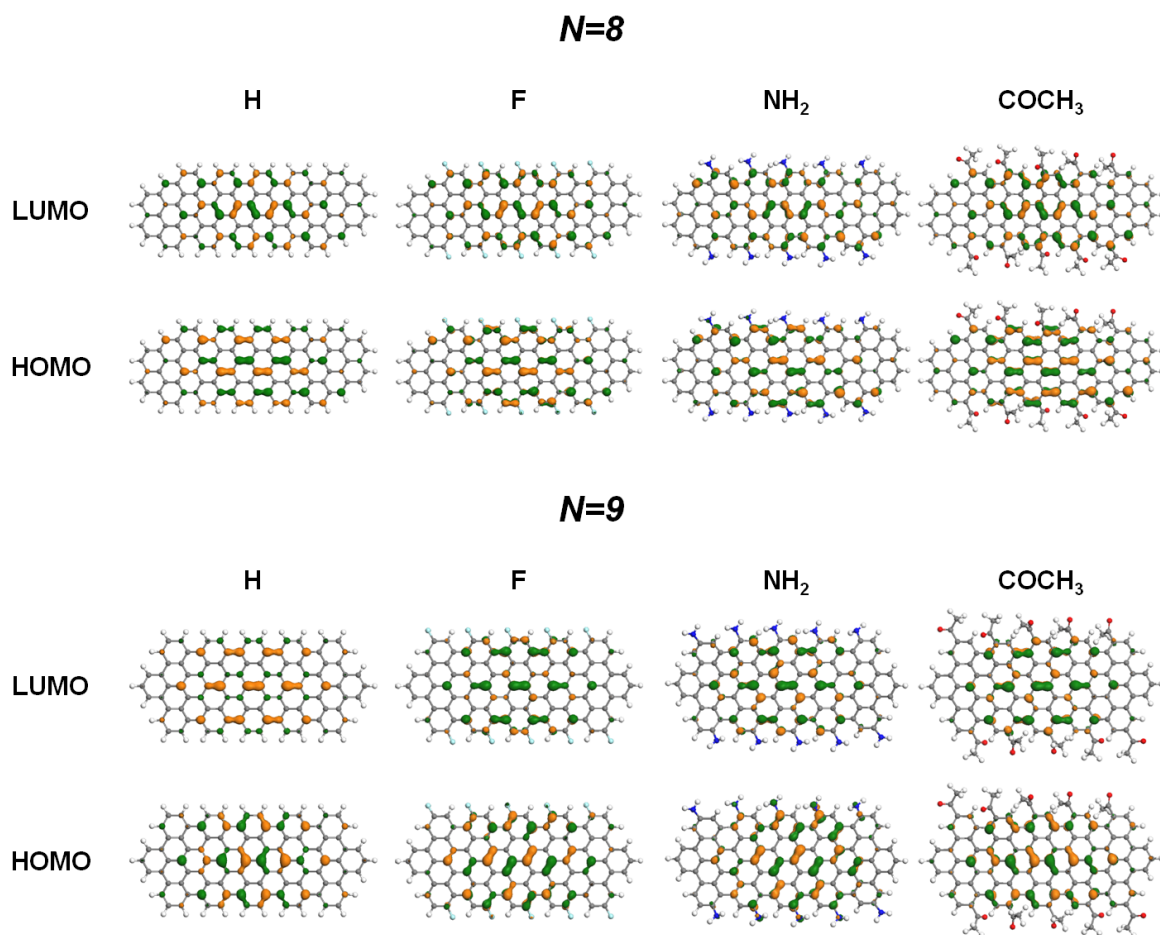 N=8
H F NH₂ COCH₃
LUMO
HOMO
N=9
H F NH₂ COCH₃
LUMO
HOMO